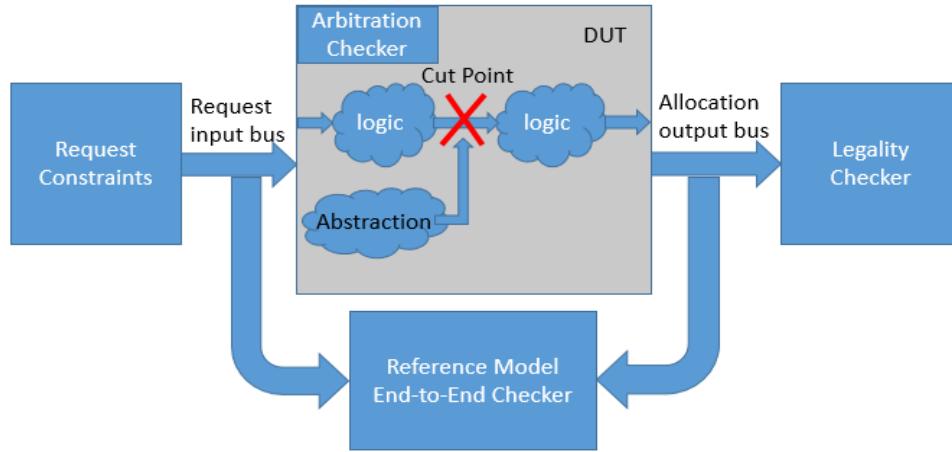 Arbitration
Checker
DUT
Cut Point
Request
input bus
logic
logic
Allocation
output bus
Request
Constraints
Legality
Checker
Abstraction
Reference Model
End-to-End Checker